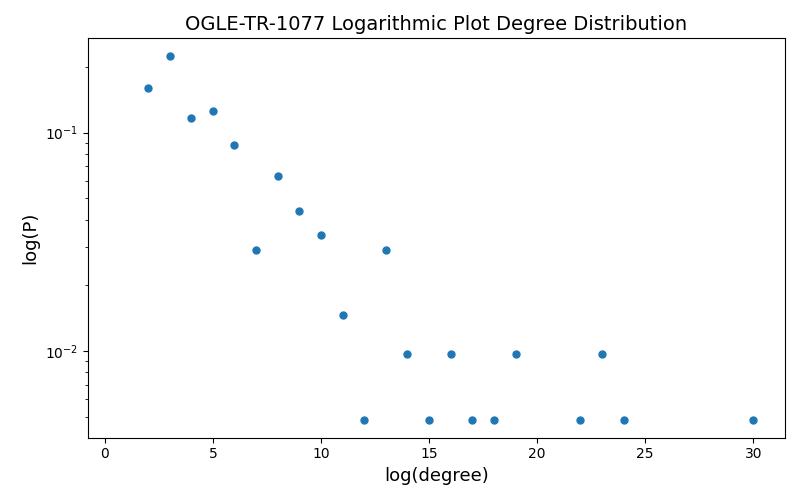 OGLE-TR-1077 Logarithmic Plot Degree Distribution
log(P)
10⁻¹
10⁻²
0 5 10 15 20 25 30
log(degree)